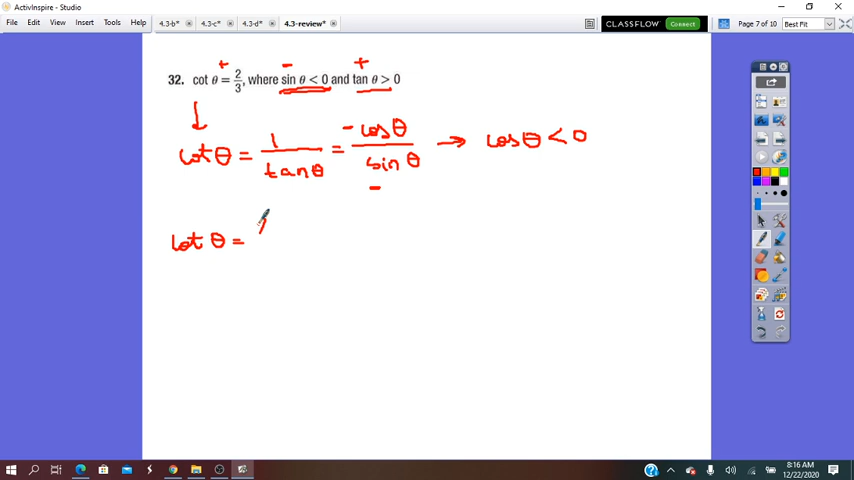 ActivInspire - Studio
File Edit View Insert Tools Help
4.3-b* 4.3-c* 4.3-d* 4.3-review*
CLASSFLOW Connect Page 7 of 10 Best Fit
+ - +
32. cot θ = 2/3, where sin θ < 0 and tan θ > 0
cot θ = 1/tan θ = - cos θ/sin θ → cos θ < 0
-
cot θ = 1
8:16 AM
12/22/2020